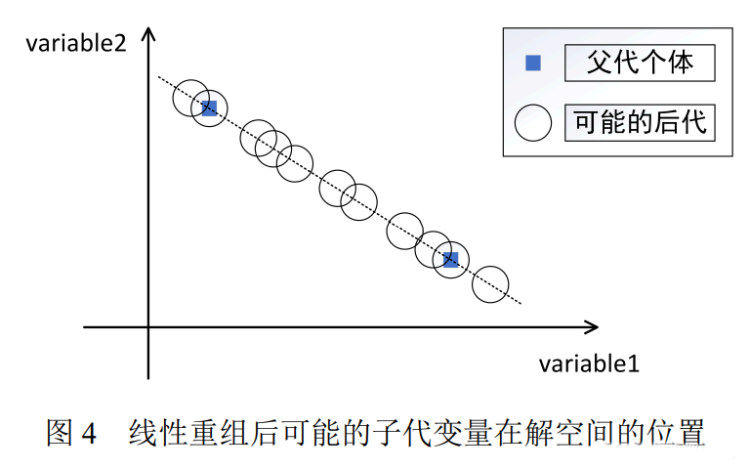 variable2
父代个体
可能的后代
variable1
图 4 线性重组后可能的子代变量在解空间的位置